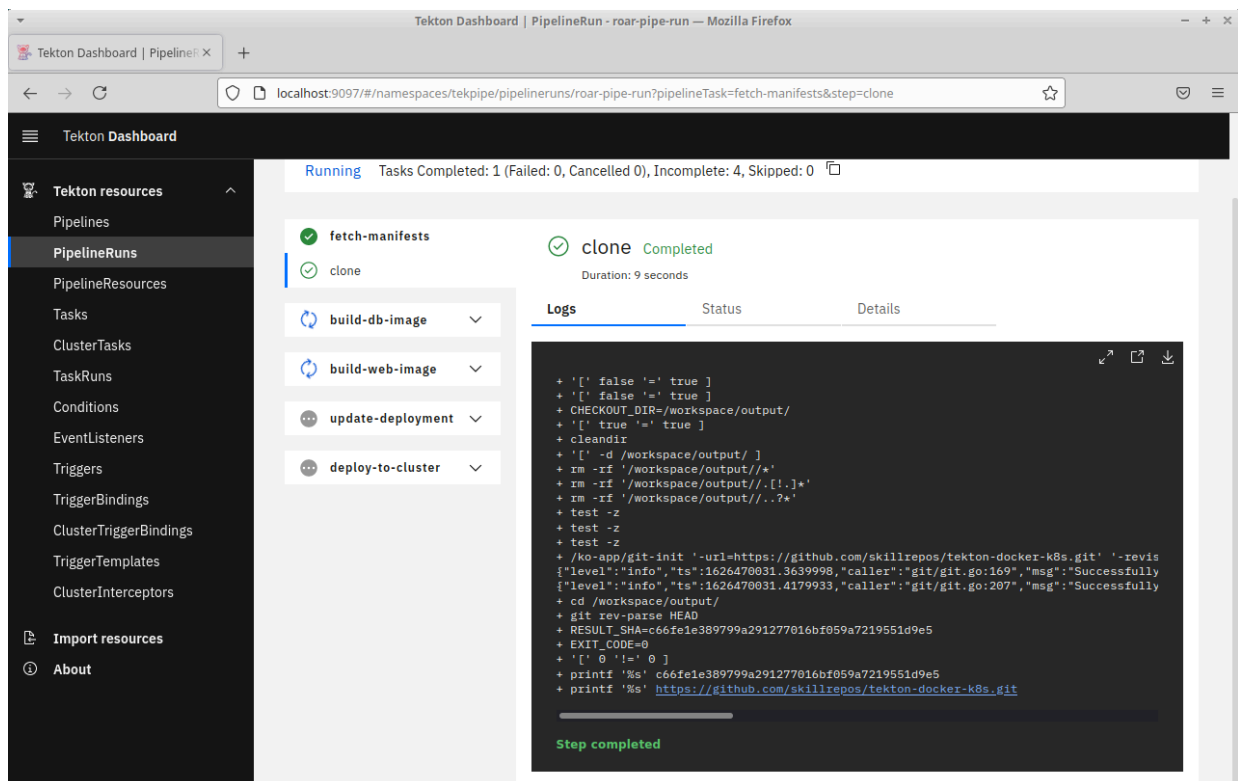 Tekton Dashboard | PipelineRun - roar-pipe-run — Mozilla Firefox
Tekton Dashboard | PipelineR
localhost:9097/#/namespaces/tekpipe/pipelineruns/roar-pipe-run?pipelineTask=fetch-manifests&step=clone
Tekton Dashboard
Running Tasks Completed: 1 (Failed: 0, Cancelled 0), Incomplete: 4, Skipped: 0
Tekton resources
Pipelines
PipelineRuns
PipelineResources
Tasks
ClusterTasks
TaskRuns
Conditions
EventListeners
Triggers
TriggerBindings
ClusterTriggerBindings
TriggerTemplates
ClusterInterceptors
Import resources
About
fetch-manifests
clone
build-db-image
build-web-image
update-deployment
deploy-to-cluster
clone Completed
Duration: 9 seconds
Logs Status Details
+ '[' false '=' true ]
+ '[' false '=' true ]
+ CHECKOUT_DIR=/workspace/output/
+ '[' true '=' true ]
+ cleandir
+ '[' -d /workspace/output/ ]
+ rm -rf '/workspace/output//*'
+ rm -rf '/workspace/output//.[!.]*'
+ rm -rf '/workspace/output//..?*'
+ test -z
+ test -z
+ test -z
+ /ko-app/git-init '-url=https://github.com/skillrepos/tekton-docker-k8s.git' '-revis
{"level":"info","ts":1626470031.3639998,"caller":"git/git.go:169","msg":"Successfully
{"level":"info","ts":1626470031.4179933,"caller":"git/git.go:207","msg":"Successfully
+ cd /workspace/output/
+ git rev-parse HEAD
+ RESULT_SHA=c66fe1e389799a291277016bf059a7219551d9e5
+ EXIT_CODE=0
+ '[' 0 '!=' 0 ]
+ printf '%s' c66fe1e389799a291277016bf059a7219551d9e5
+ printf '%s' https://github.com/skillrepos/tekton-docker-k8s.git
Step completed